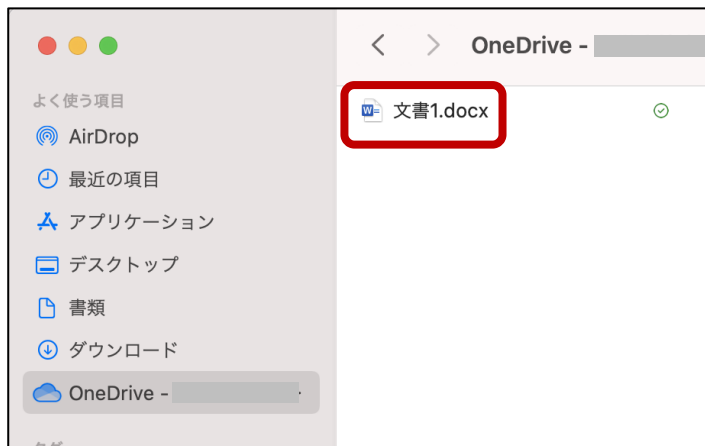 OneDrive -
よく使う項目
文書1.docx
AirDrop
最近の項目
アプリケーション
デスクトップ
書類
ダウンロード
OneDrive -